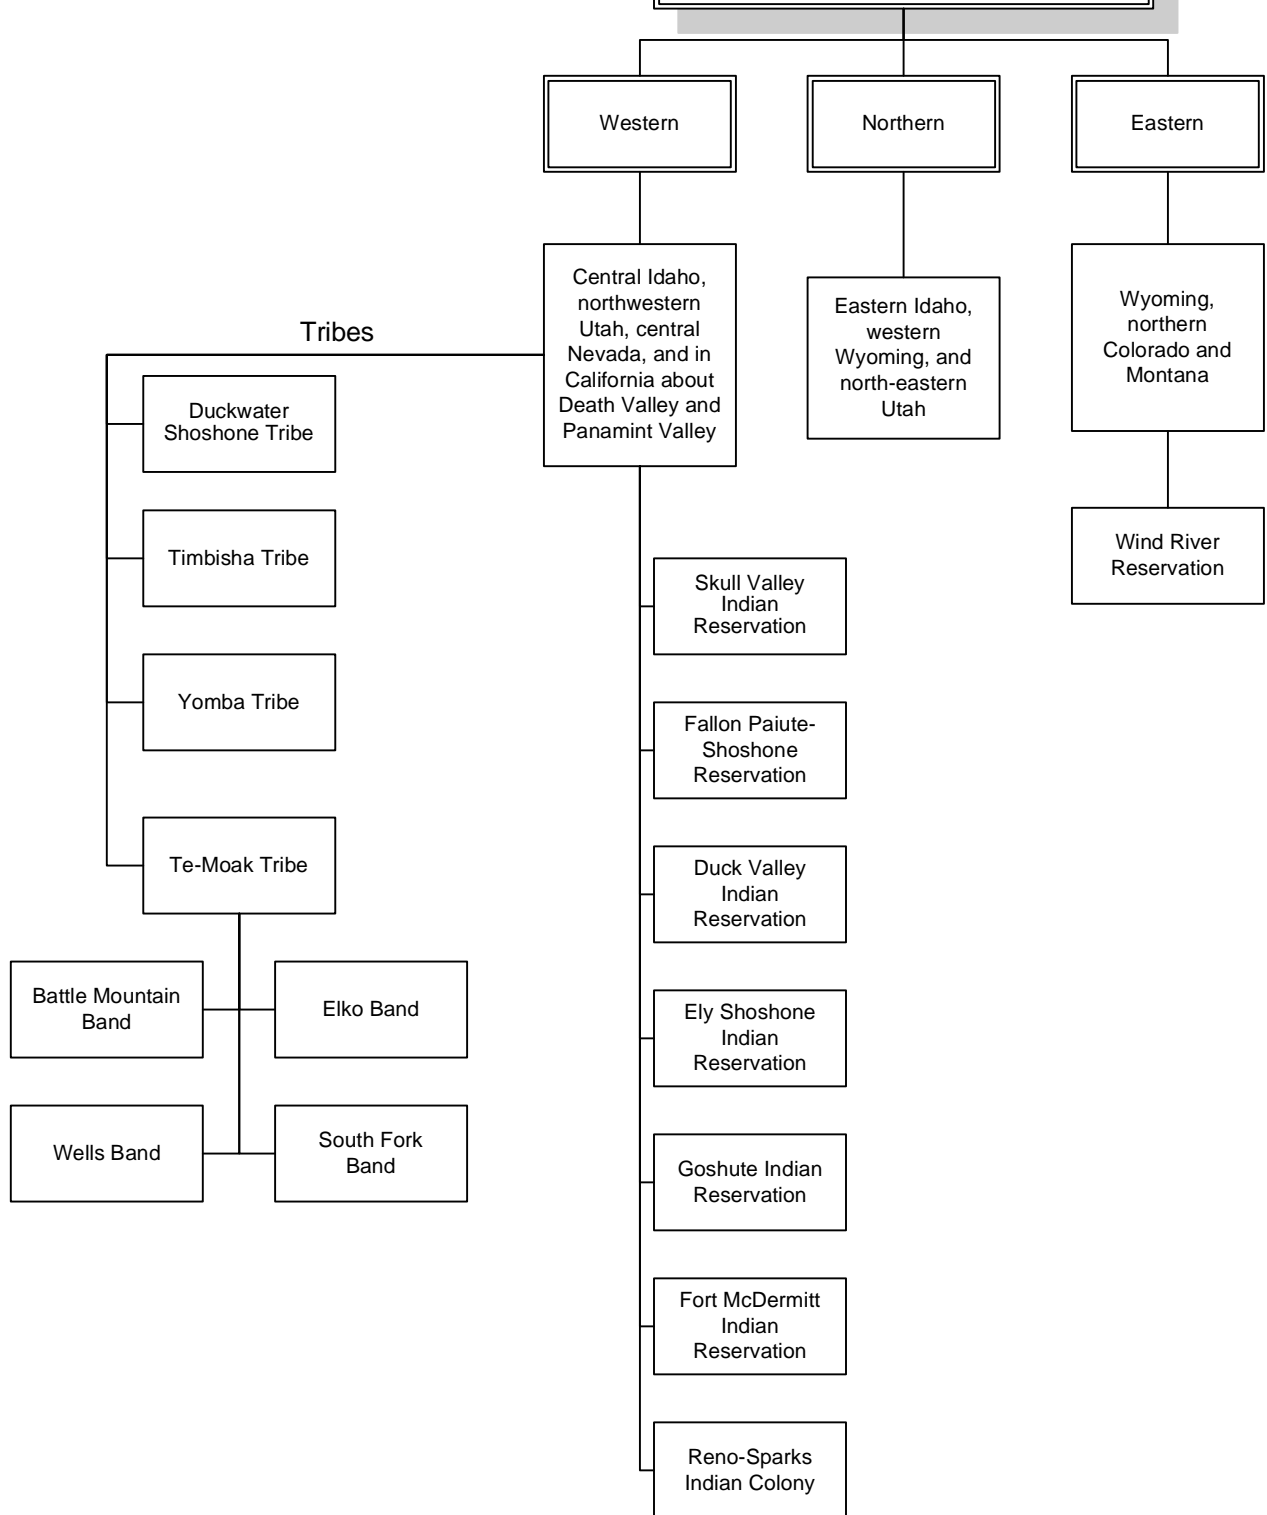 Western
Northern
Eastern
Central Idaho,
northwestern
Utah, central
Nevada, and in
California about
Death Valley and
Panamint Valley
Eastern Idaho,
western
Wyoming, and
north-eastern
Utah
Wyoming,
northern
Colorado and
Montana
Tribes
Duckwater
Shoshone Tribe
Timbisha Tribe
Yomba Tribe
Te-Moak Tribe
Battle Mountain
Band
Elko Band
Wells Band
South Fork
Band
Skull Valley
Indian
Reservation
Fallon Paiute-
Shoshone
Reservation
Duck Valley
Indian
Reservation
Ely Shoshone
Indian
Reservation
Goshute Indian
Reservation
Fort McDermitt
Indian
Reservation
Reno-Sparks
Indian Colony
Wind River
Reservation